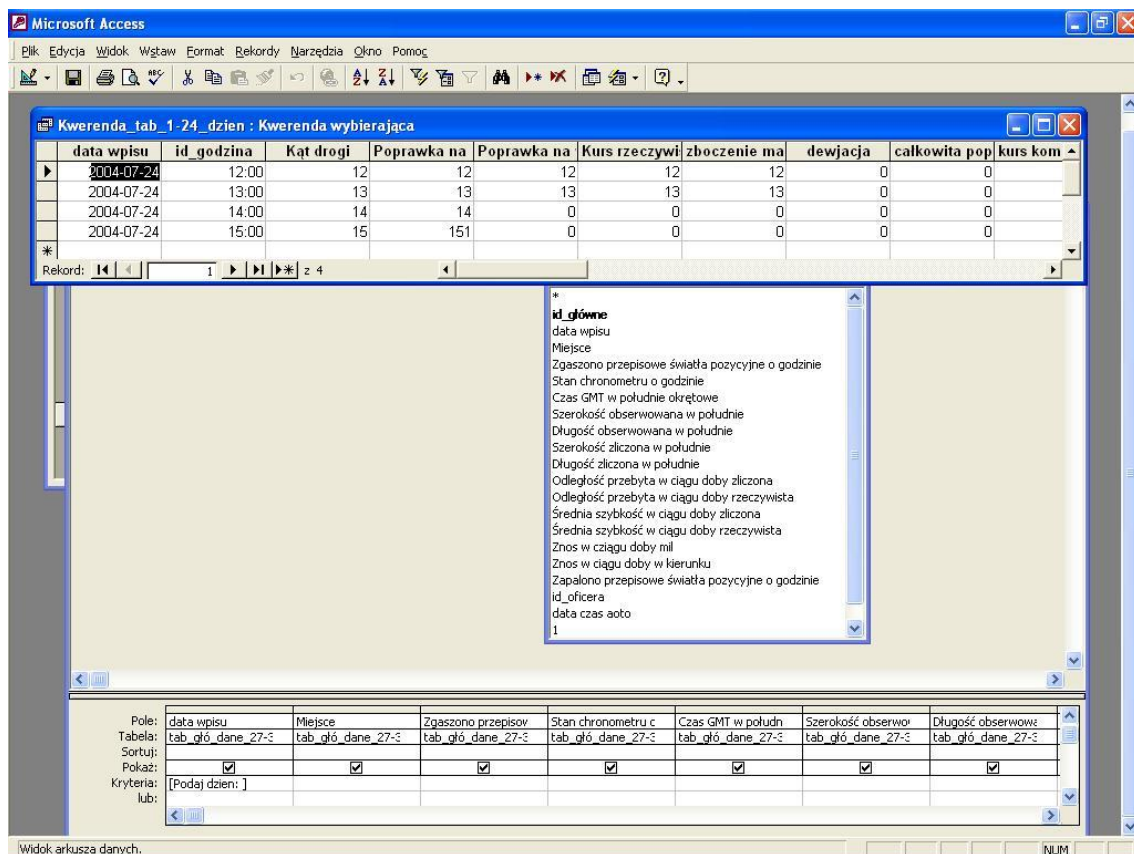 Microsoft Access
Plik Edycja Widok Wstaw Format Rekordy Narzędzia Okno Pomoc
Kwerenda_tab_1-24_dzien : Kwerenda wybierająca
data wpisu id_godzina Kąt drogi Poprawka na Poprawka na Kurs rzeczywi zboczenie ma dewjacja całkowita pop kurs kom
2004-07-24 12:00 12 12 12 12 12 0 0
2004-07-24 13:00 13 13 13 13 13 0 0
2004-07-24 14:00 14 14 0 0 0 0 0
2004-07-24 15:00 15 151 0 0 0 0 0
Rekord: 1 z 4
*
id_główne
data wpisu
Miejsce
Zgaszono przepisowe światła pozycyjne o godzinie
Stan chronometru o godzinie
Czas GMT w południe okrętowe
Szerokość obserwowana w południe
Długość obserwowana w południe
Szerokość zliczona w południe
Długość zliczona w południe
Odległość przebyta w ciągu doby zliczona
Odległość przebyta w ciągu doby rzeczywista
Średnia szybkość w ciągu doby zliczona
Średnia szybkość w ciągu doby rzeczywista
Znos w cziągu doby mil
Znos w ciągu doby w kierunku
Zapalono przepisowe światła pozycyjne o godzinie
id_oficera
data czas aoto
1
Pole: data wpisu Miejsce Zgaszono przepisov Stan chronometru c Czas GMT w połudn Szerokość obserwov Długość obserwowa
Tabela: tab_głó_dane_27-3 tab_głó_dane_27-3 tab_głó_dane_27-3 tab_głó_dane_27-3 tab_głó_dane_27-3 tab_głó_dane_27-3 tab_głó_dane_27-3
Sortuj:
Pokaż:
Kryteria: [Podaj dzien: ]
lub:
Widok arkusza danych. NUM